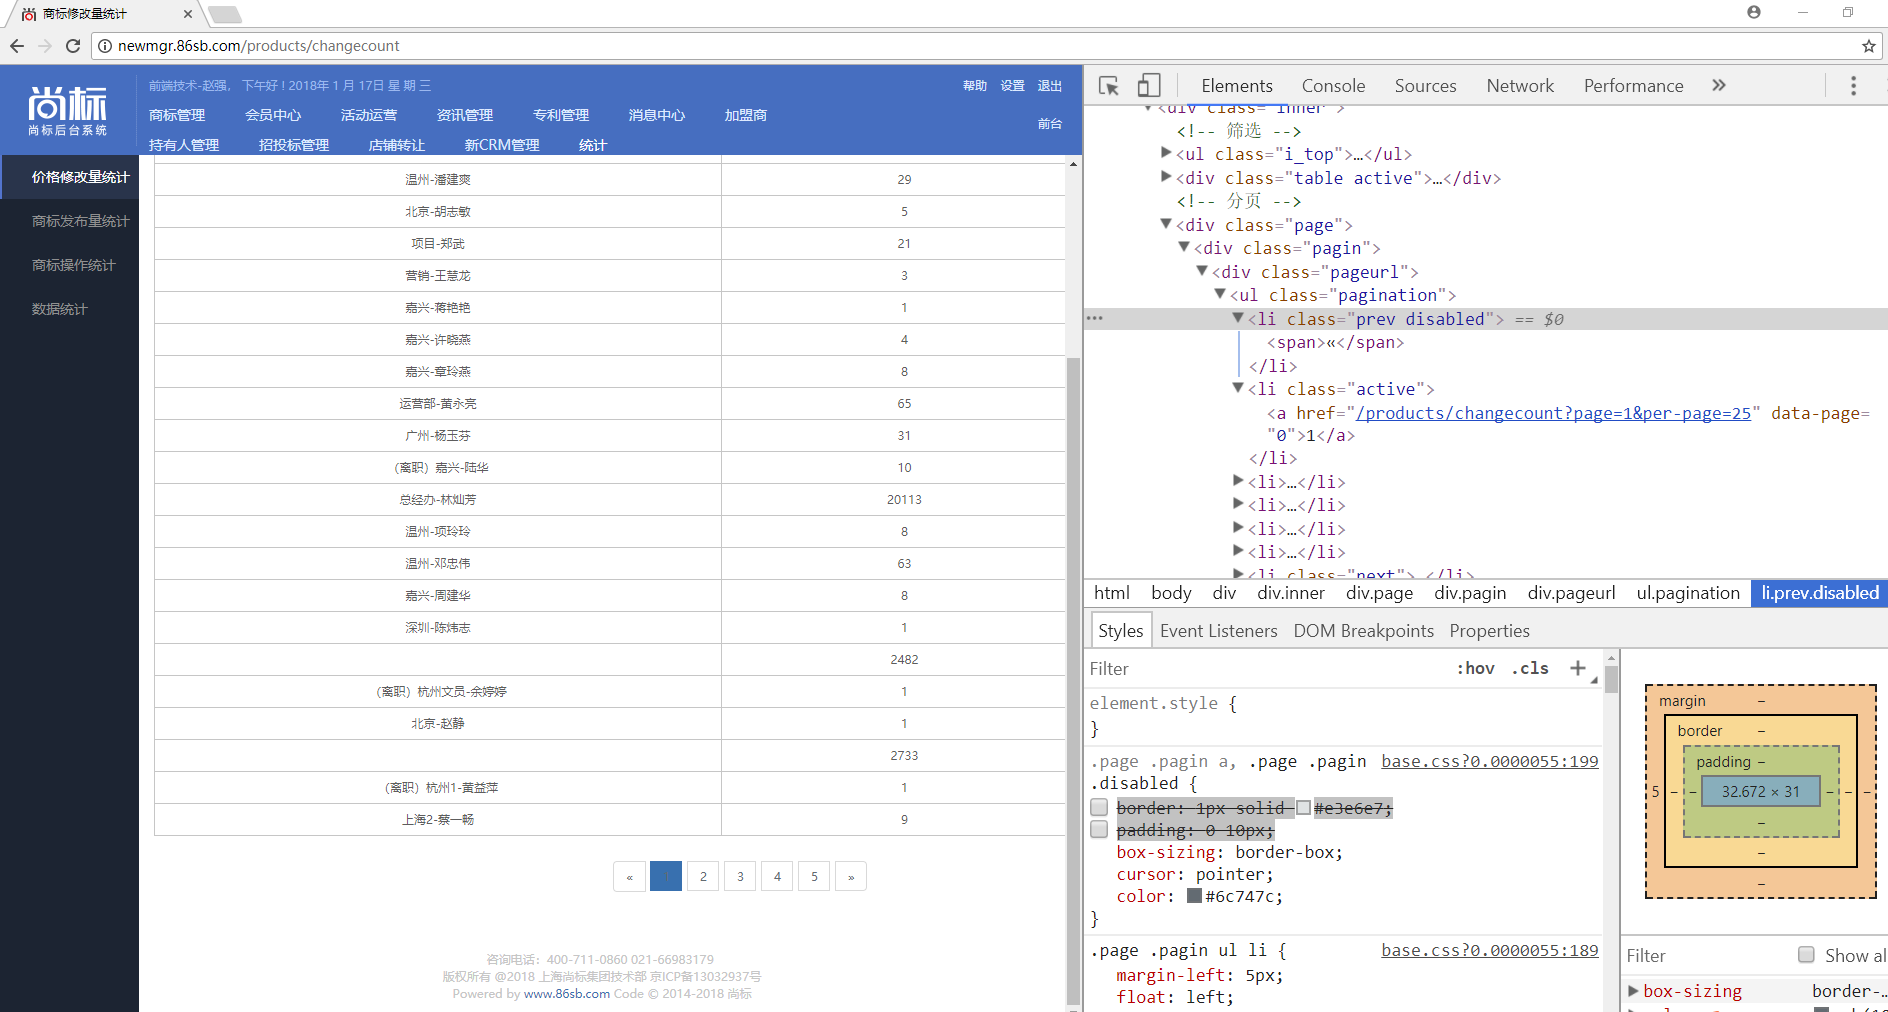 商标修改量统计
newmgr.86sb.com/products/changecount
尚标
尚标后台系统
前端技术-赵强， 下午好！2018年 1 月 17日 星 期 三
帮助 设置 退出
商标管理 会员中心 活动运营 资讯管理 专利管理 消息中心 加盟商
前台
持有人管理 招投标管理 店铺转让 新CRM管理 统计
价格修改量统计
商标发布量统计
商标操作统计
数据统计
温州-潘建爽 29
北京-胡志敏 5
项目-郑武 21
营销-王慧龙 3
嘉兴-蒋艳艳 1
嘉兴-许晓燕 4
嘉兴-章玲燕 8
运营部-黄永亮 65
广州-杨玉芬 31
（离职）嘉兴-陆华 10
总经办-林灿芳 20113
温州-项玲玲 8
温州-邓忠伟 63
嘉兴-周建华 8
深圳-陈炜志 1
2482
（离职）杭州文员-余婷婷 1
北京-赵静 1
2733
（离职）杭州1-黄益萍 1
上海2-蔡一畅 9
« 1 2 3 4 5 »
咨询电话：400-711-0860 021-66983179
版权所有 @2018 上海尚标集团技术部 京ICP备13032937号
Powered by www.86sb.com Code © 2014-2018 尚标
Elements Console Sources Network Performance »
<div class="inner">
<!-- 筛选 -->
<ul class="i_top">…</ul>
<div class="table active">…</div>
<!-- 分页 -->
<div class="page">
<div class="pagin">
<div class="pageurl">
<ul class="pagination">
<li class="prev disabled"> == $0
<span>«</span>
</li>
<li class="active">
<a href="/products/changecount?page=1&per-page=25" data-page=
"0">1</a>
</li>
<li>…</li>
<li>…</li>
<li>…</li>
<li>…</li>
<li class="next">…</li>
html body div div.inner div.page div.pagin div.pageurl ul.pagination li.prev.disabled
Styles Event Listeners DOM Breakpoints Properties
Filter :hov .cls +
element.style {
}
.page .pagin a, .page .pagin base.css?0.0000055:199
.disabled {
border: 1px solid #e3e6e7;
padding: 0 10px;
box-sizing: border-box;
cursor: pointer;
color: #6c747c;
}
.page .pagin ul li { base.css?0.0000055:189
margin-left: 5px;
float: left;
margin –
border –
padding –
5 – – 32.672 × 31 – – –
–
–
–
Filter Show al
box-sizing border-…